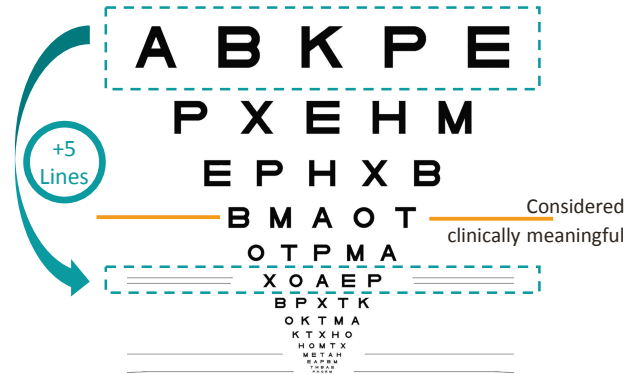 A B K P E
P X E H M
E P H X B
+5
Lines
B M A O T
Considered
clinically meaningful
O T P M A
X O A E P
B P X T K
O K T M A
K T X H O
H O M T X
M E T A H
E A P B M